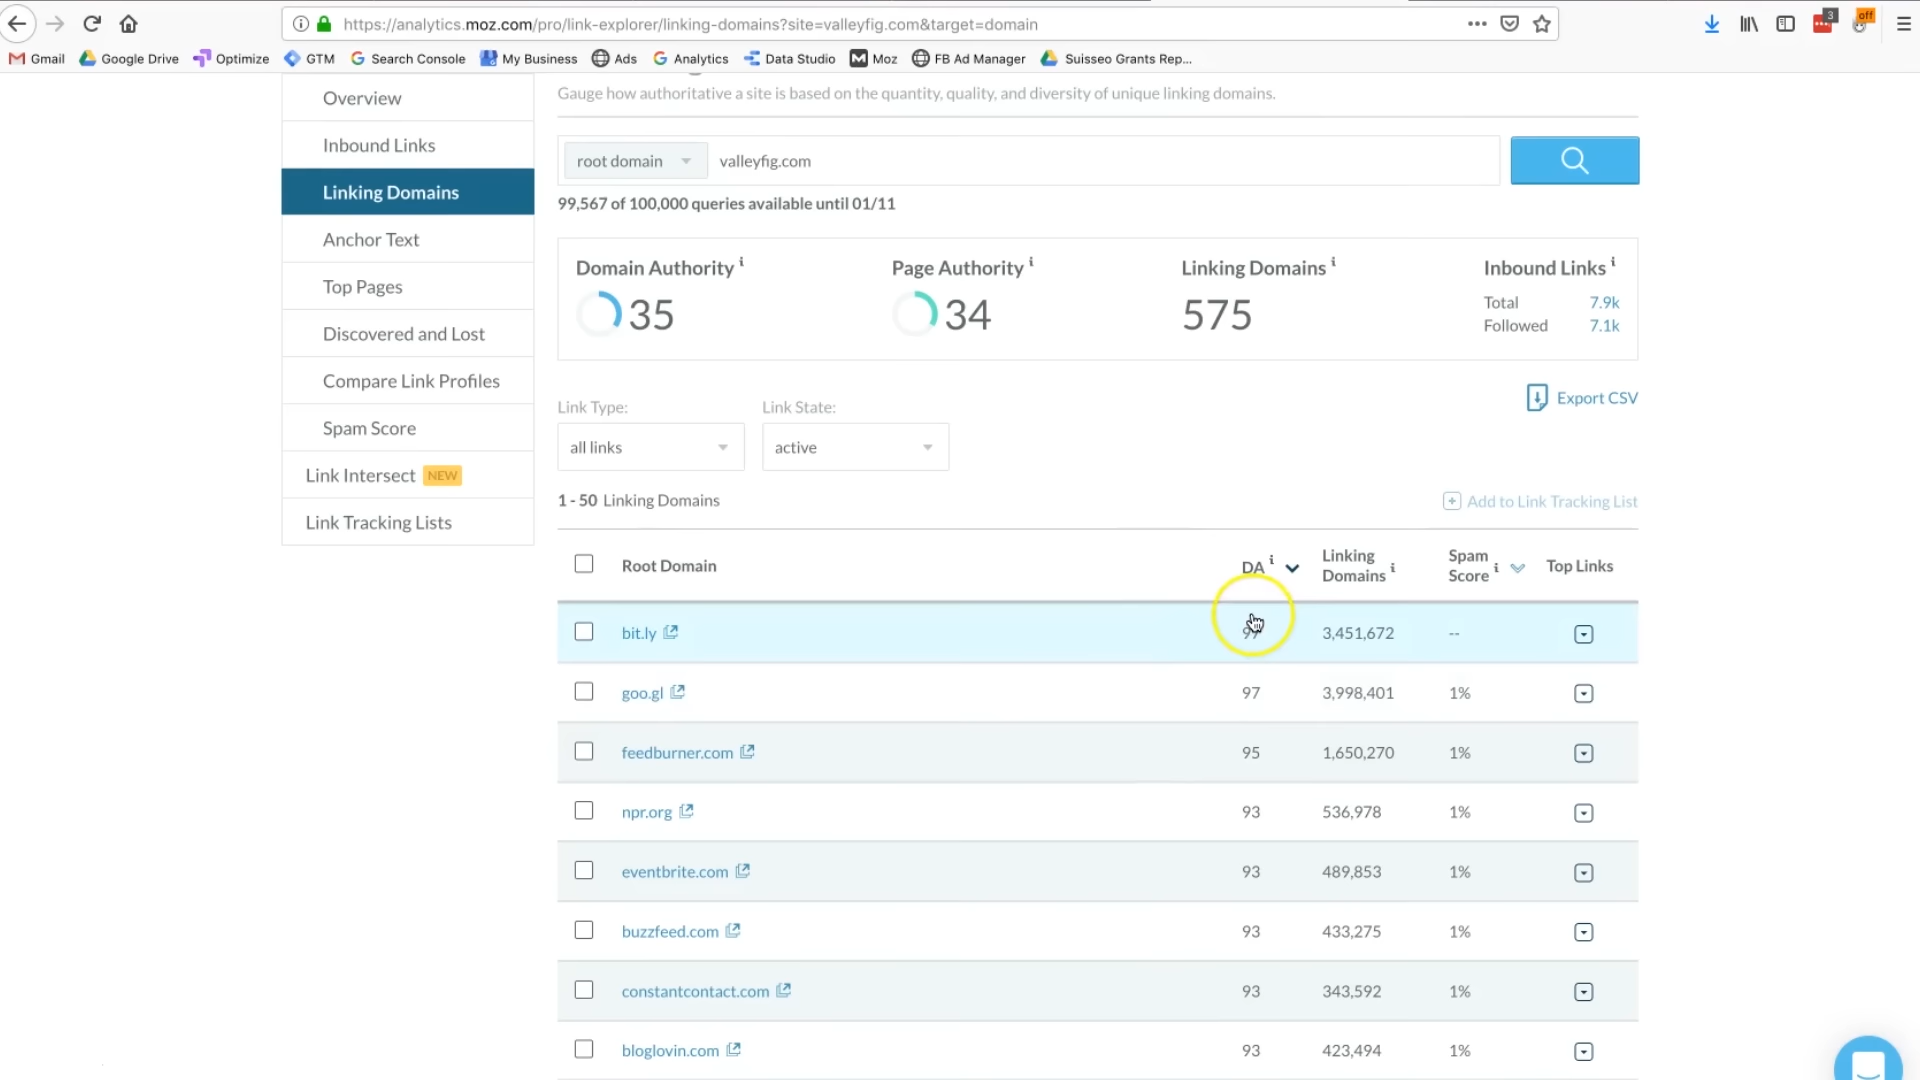 https://analytics.moz.com/pro/link-explorer/linking-domains?site=valleyfig.com&target=domain
3
off
Gmail Google Drive Optimize GTM Search Console My Business Ads Analytics Data Studio Moz FB Ad Manager Suisseo Grants Rep...
Overview
Inbound Links
Linking Domains
Anchor Text
Top Pages
Discovered and Lost
Compare Link Profiles
Spam Score
Link Intersect NEW
Link Tracking Lists
Gauge how authoritative a site is based on the quantity, quality, and diversity of unique linking domains.
root domain valleyfig.com
99,567 of 100,000 queries available until 01/11
Domain Authority i Page Authority i Linking Domains i Inbound Links i
35 34 575
Total 7.9k
Followed 7.1k
Export CSV
Link Type: Link State:
all links active
1 - 50 Linking Domains Add to Link Tracking List
Root Domain DA i Linking Domains i Spam Score i Top Links
bit.ly 97 3,451,672 --
goo.gl 97 3,998,401 1%
feedburner.com 95 1,650,270 1%
npr.org 93 536,978 1%
eventbrite.com 93 489,853 1%
buzzfeed.com 93 433,275 1%
constantcontact.com 93 343,592 1%
bloglovin.com 93 423,494 1%